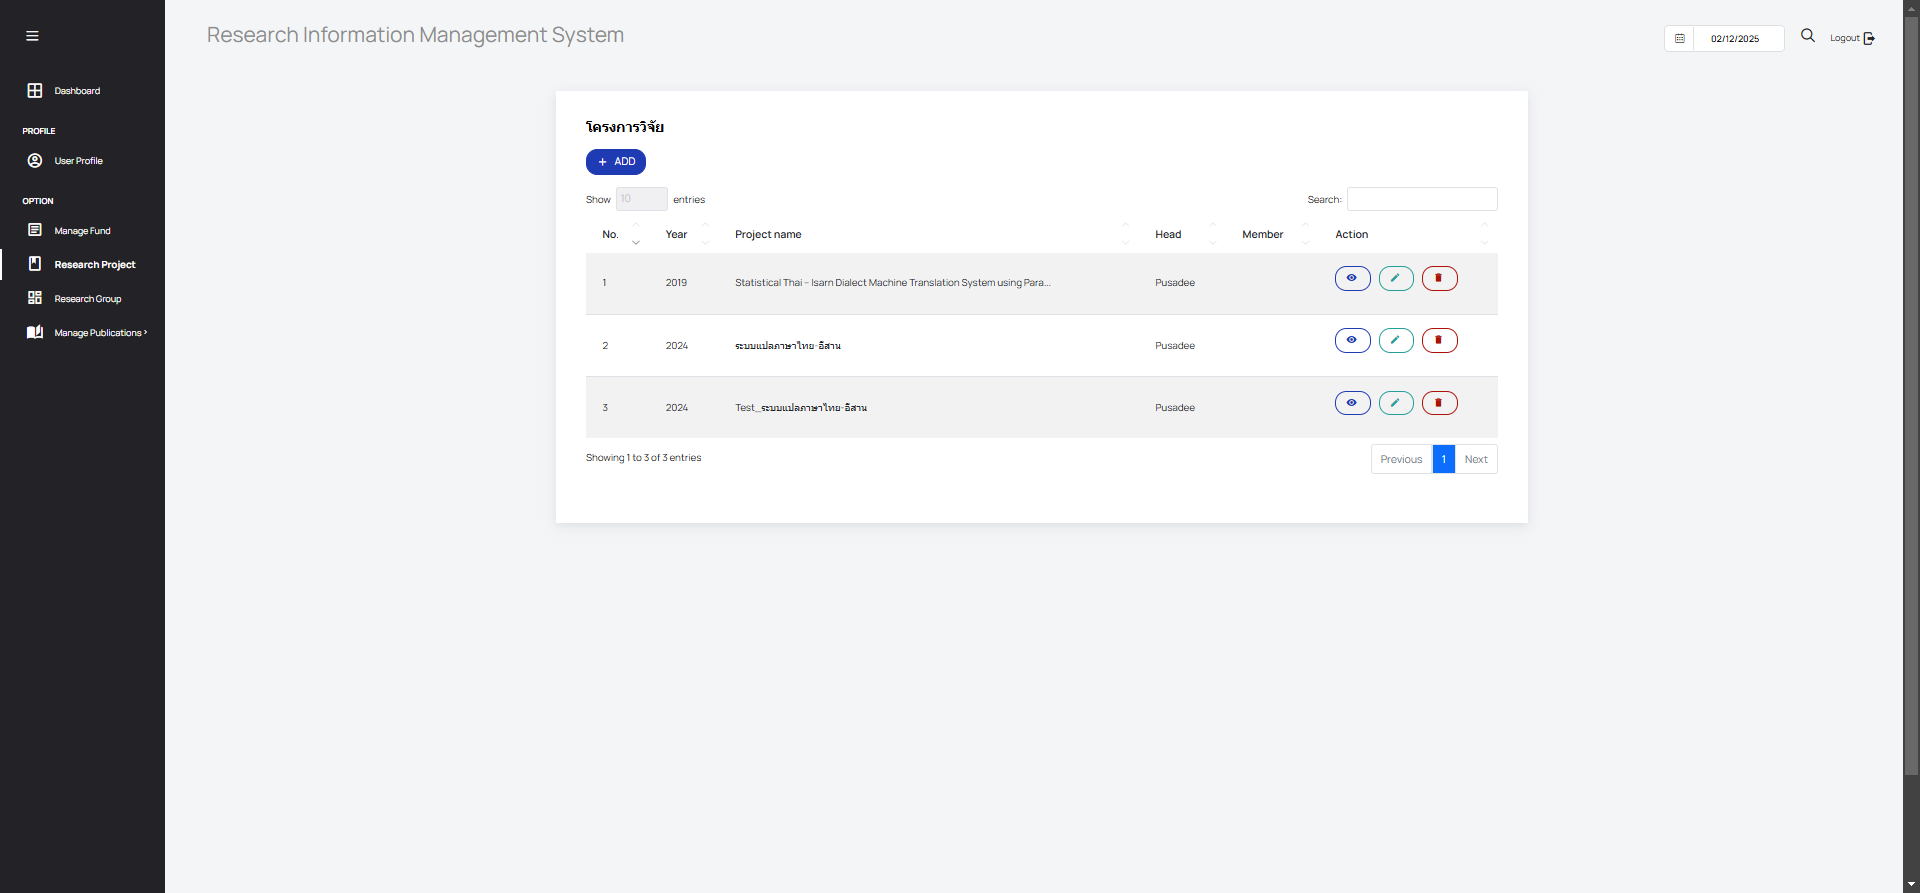 Research Information Management System
02/12/2025
Logout
Dashboard
PROFILE
User Profile
OPTION
Manage Fund
Research Project
Research Group
Manage Publications
โครงการวิจัย
+ ADD
Show 10 entries
Search:
No. Year Project name Head Member Action
1 2019 Statistical Thai – Isarn Dialect Machine Translation System using Para... Pusadee
2 2024 ระบบแปลภาษาไทย-อีสาน Pusadee
3 2024 Test_ระบบแปลภาษาไทย-อีสาน Pusadee
Showing 1 to 3 of 3 entries
Previous 1 Next